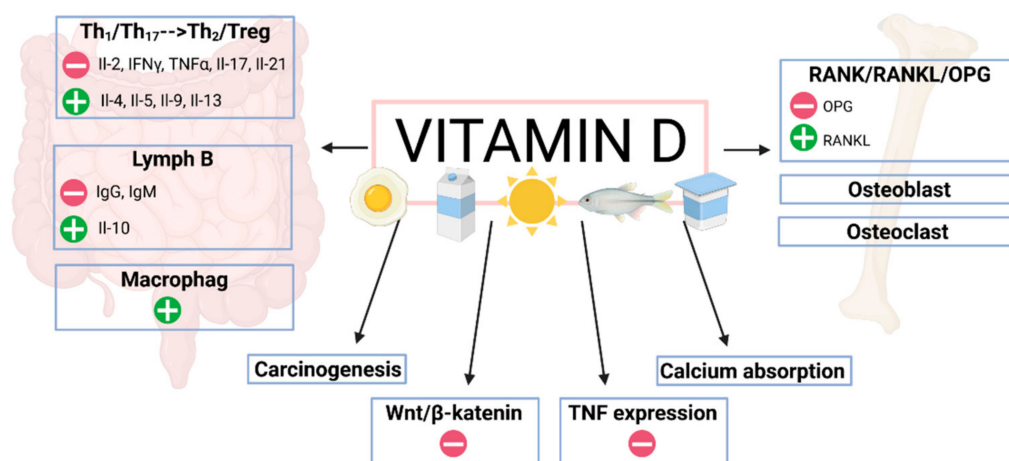 Th₁/Th₁₇-->Th₂/Treg
Il-2, IFNγ, TNFα, Il-17, Il-21
Il-4, Il-5, Il-9, Il-13
Lymph B
IgG, IgM
Il-10
Macrophag
VITAMIN D
RANK/RANKL/OPG
OPG
RANKL
Osteoblast
Osteoclast
Carcinogenesis
Calcium absorption
Wnt/β-katenin
TNF expression